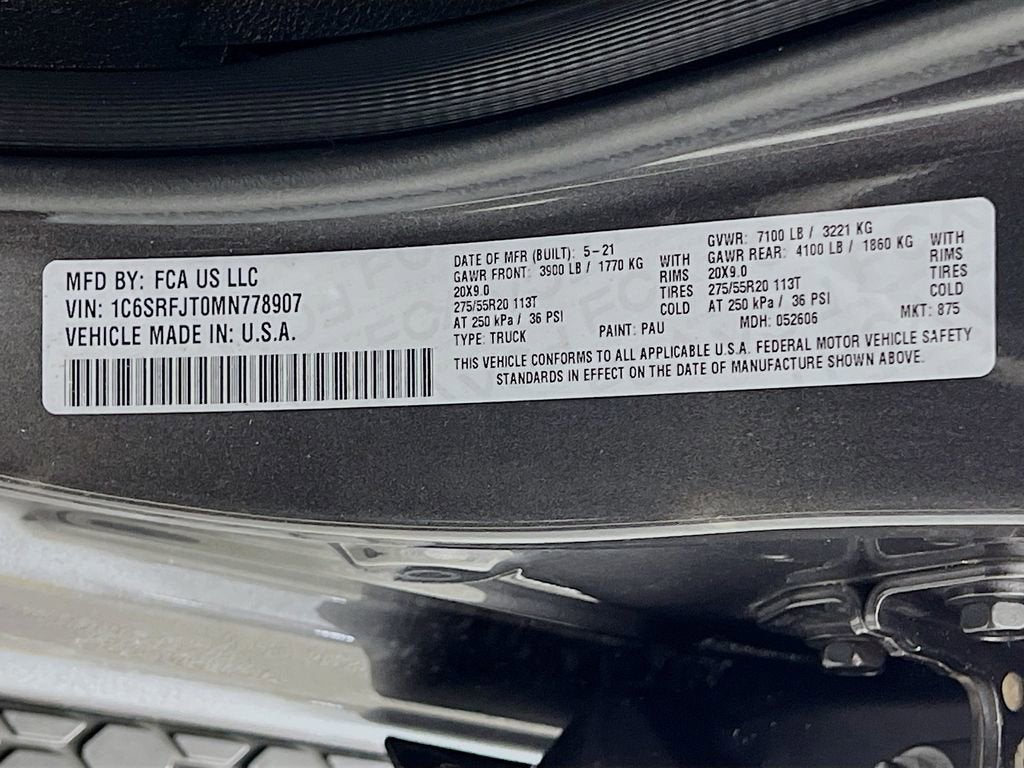 MFD BY: FCA US LLC
VIN: 1C6SRFJT0MN778907
VEHICLE MADE IN: U.S.A.
DATE OF MFR (BUILT): 5-21
GAWR FRONT: 3900 LB / 1770 KG WITH
20X9.0 RIMS
275/55R20 113T TIRES
AT 250 kPa / 36 PSI COLD
TYPE: TRUCK PAINT: PAU
GVWR: 7100 LB / 3221 KG
GAWR REAR: 4100 LB / 1860 KG WITH
20X9.0 RIMS
275/55R20 113T TIRES
AT 250 kPa / 36 PSI COLD
MDH: 052606 MKT: 875
THIS VEHICLE CONFORMS TO ALL APPLICABLE U.S.A. FEDERAL MOTOR VEHICLE SAFETY
STANDARDS IN EFFECT ON THE DATE OF MANUFACTURE SHOWN ABOVE.